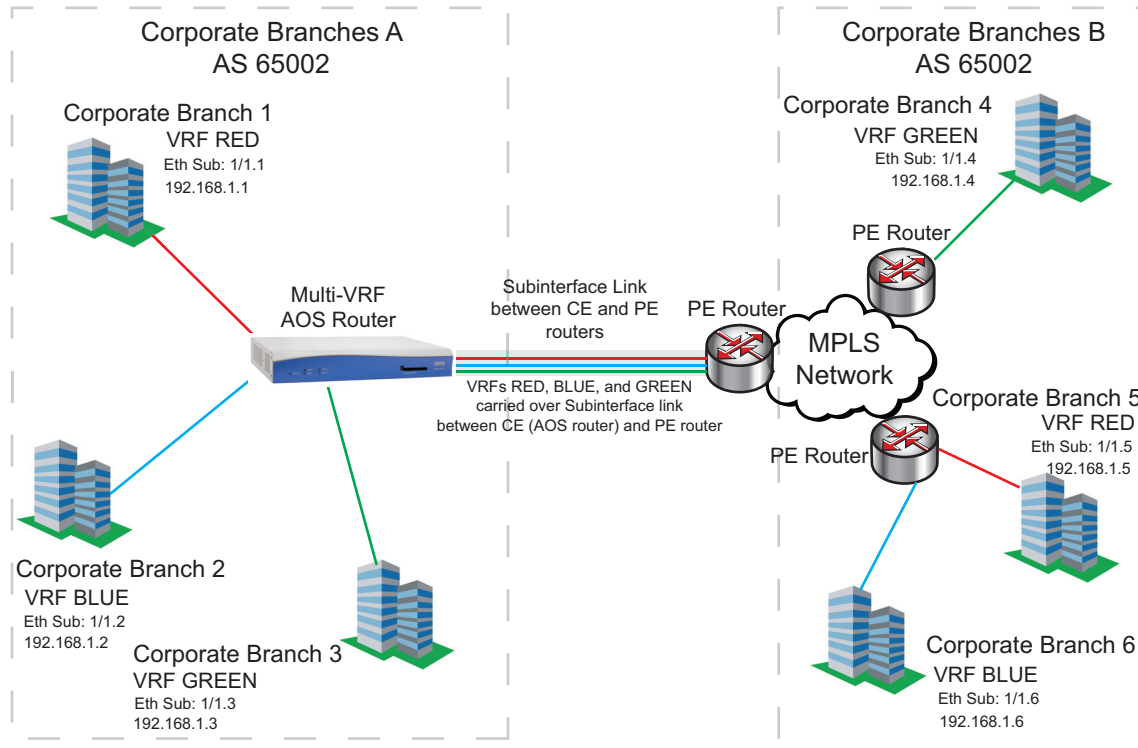 Corporate Branches A
AS 65002
Corporate Branch 1
VRF RED
Eth Sub: 1/1.1
192.168.1.1
Multi-VRF
AOS Router
Corporate Branch 2
VRF BLUE
Eth Sub: 1/1.2
192.168.1.2
Corporate Branch 3
VRF GREEN
Eth Sub: 1/1.3
192.168.1.3
Subinterface Link
between CE and PE
routers
VRFs RED, BLUE, and GREEN
carried over Subinterface link
between CE (AOS router) and PE router
PE Router
MPLS
Network
Corporate Branches B
AS 65002
Corporate Branch 4
VRF GREEN
Eth Sub: 1/1.4
192.168.1.4
PE Router
Corporate Branch 5
VRF RED
Eth Sub: 1/1.5
192.168.1.5
PE Router
Corporate Branch 6
VRF BLUE
Eth Sub: 1/1.6
192.168.1.6